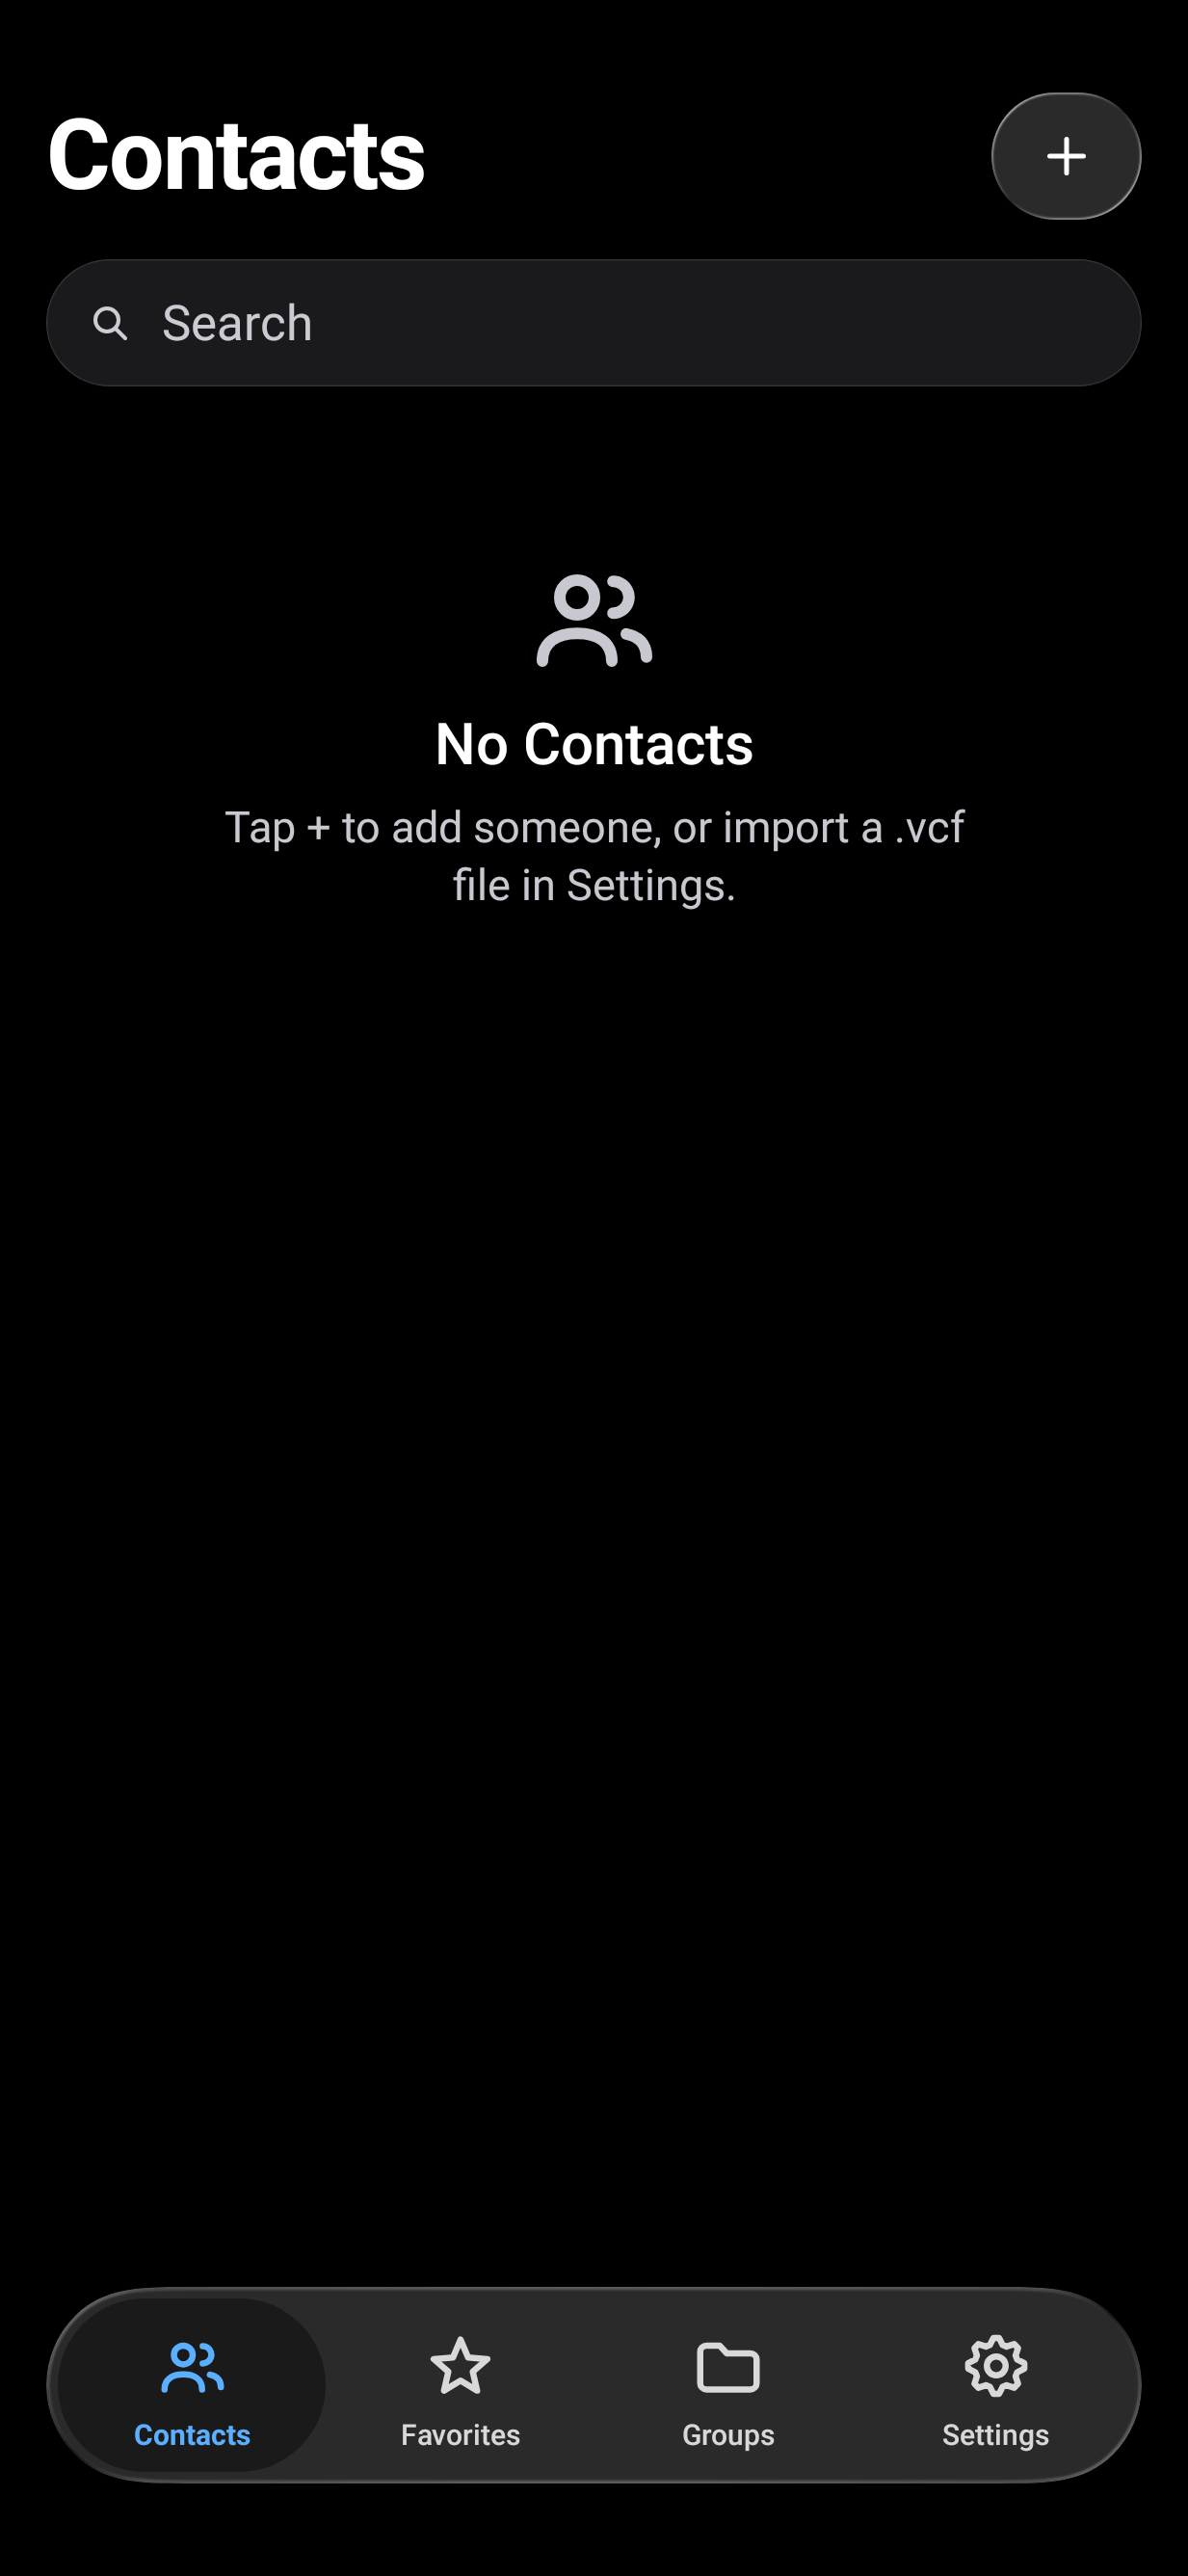 Contacts
Search
No Contacts
Tap + to add someone, or import a .vcf
file in Settings.
Contacts
Favorites
Groups
Settings